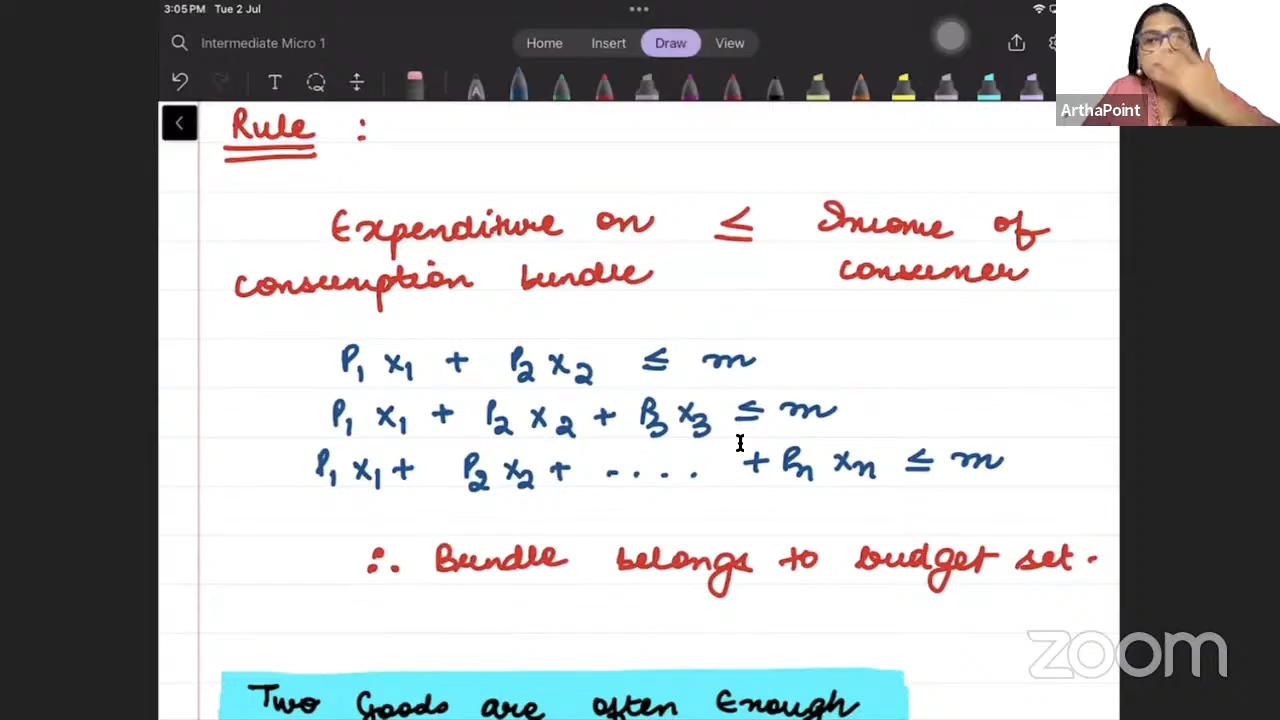 3:05 PM Tue 2 Jul
Intermediate Micro 1
Home Insert Draw View
ArthaPoint
Rule :
Expenditure on ≤ Income of
consumption bundle consumer
P₁ x₁ + P₂ x₂ ≤ m
P₁ x₁ + P₂ x₂ + P₃ x₃ ≤ m
P₁ x₁ + P₂ x₂ + .... + Pₙ xₙ ≤ m
∴ Bundle belongs to budget set.
zoom
Two Goods are often Enough